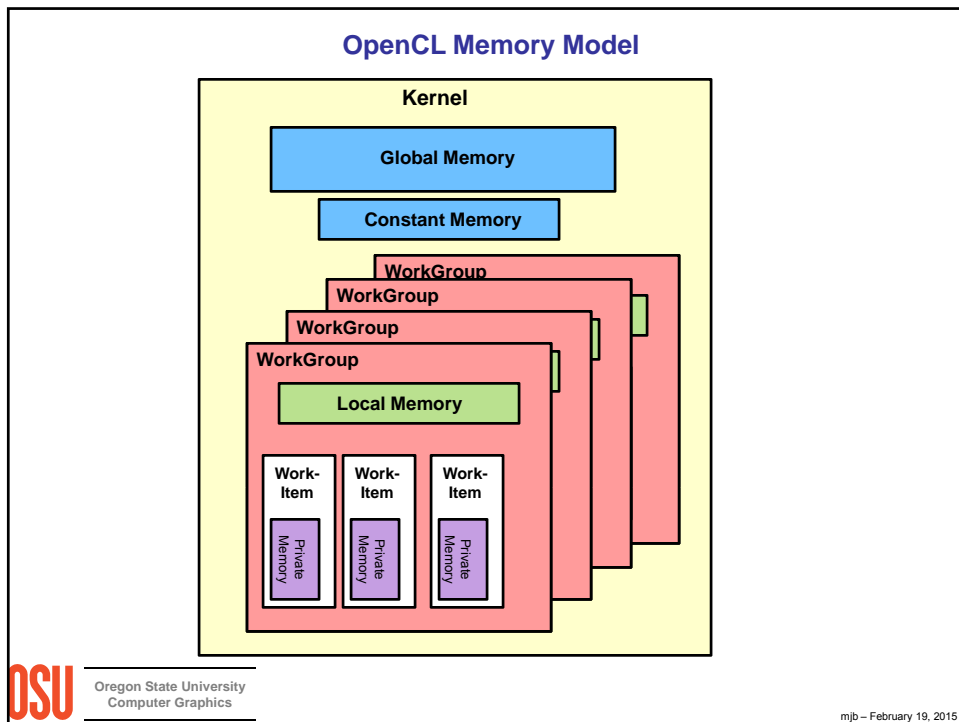 OpenCL Memory Model
Kernel
Global Memory
Constant Memory
WorkGroup
WorkGroup
WorkGroup
WorkGroup
Local Memory
Work-
Item
Private
Memory
Work-
Item
Private
Memory
Work-
Item
Private
Memory
OSU
Oregon State University
Computer Graphics
mjb – February 19, 2015